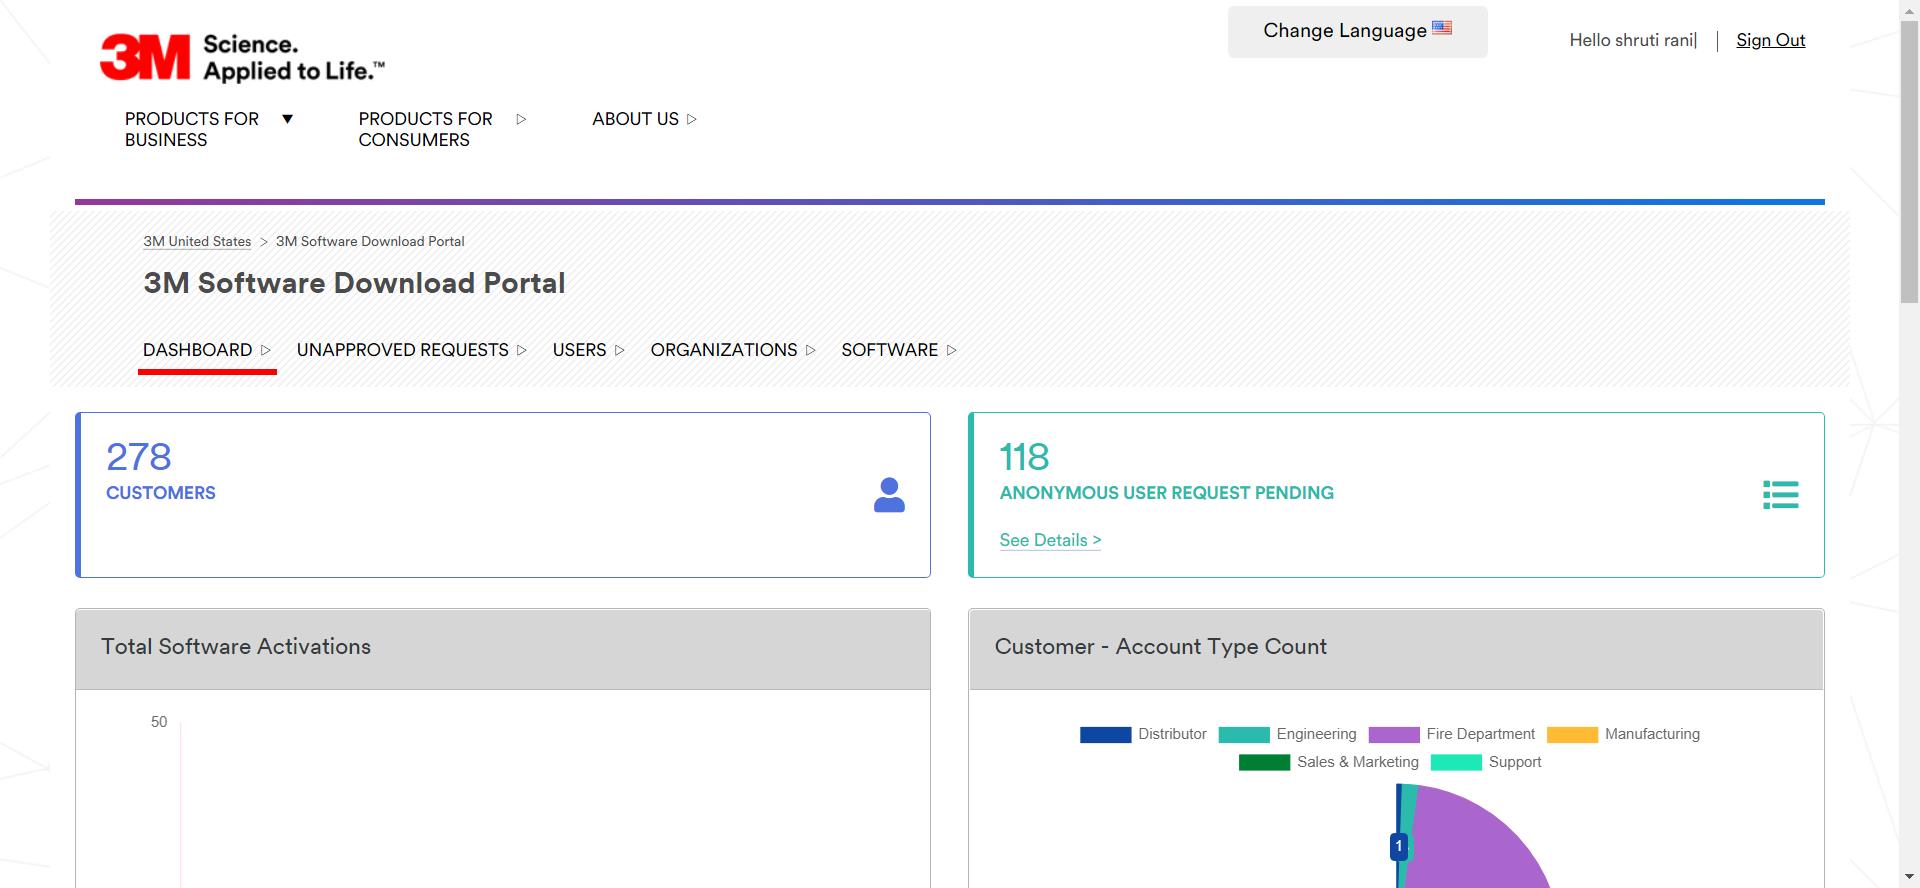 3M Science.
Applied to Life.™
Change Language
Hello shruti rani| Sign Out
PRODUCTS FOR
BUSINESS
PRODUCTS FOR
CONSUMERS
ABOUT US
3M United States > 3M Software Download Portal
3M Software Download Portal
DASHBOARD UNAPPROVED REQUESTS USERS ORGANIZATIONS SOFTWARE
278
CUSTOMERS
118
ANONYMOUS USER REQUEST PENDING
See Details >
Total Software Activations
50
Customer - Account Type Count
Distributor Engineering Fire Department Manufacturing
Sales & Marketing Support
1